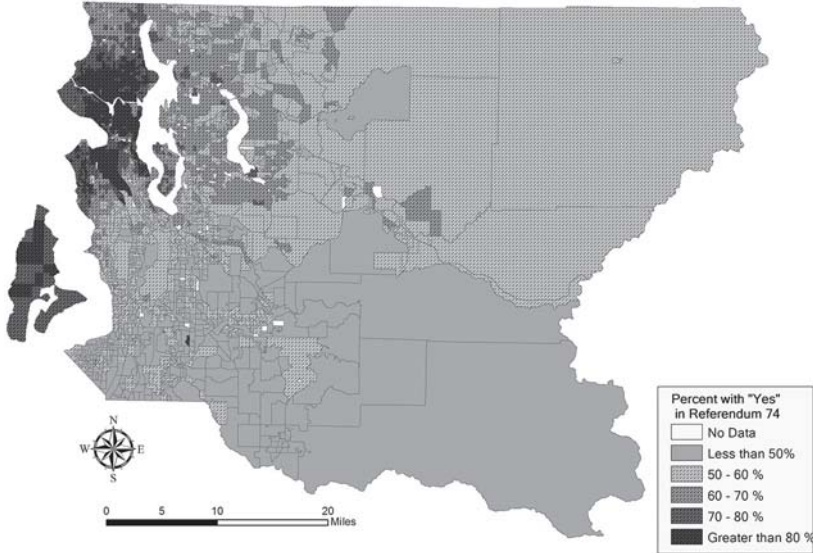 N
W E
S
0 5 10 20
Miles
Percent with "Yes"
in Referendum 74
No Data
Less than 50%
50 - 60 %
60 - 70 %
70 - 80 %
Greater than 80 %